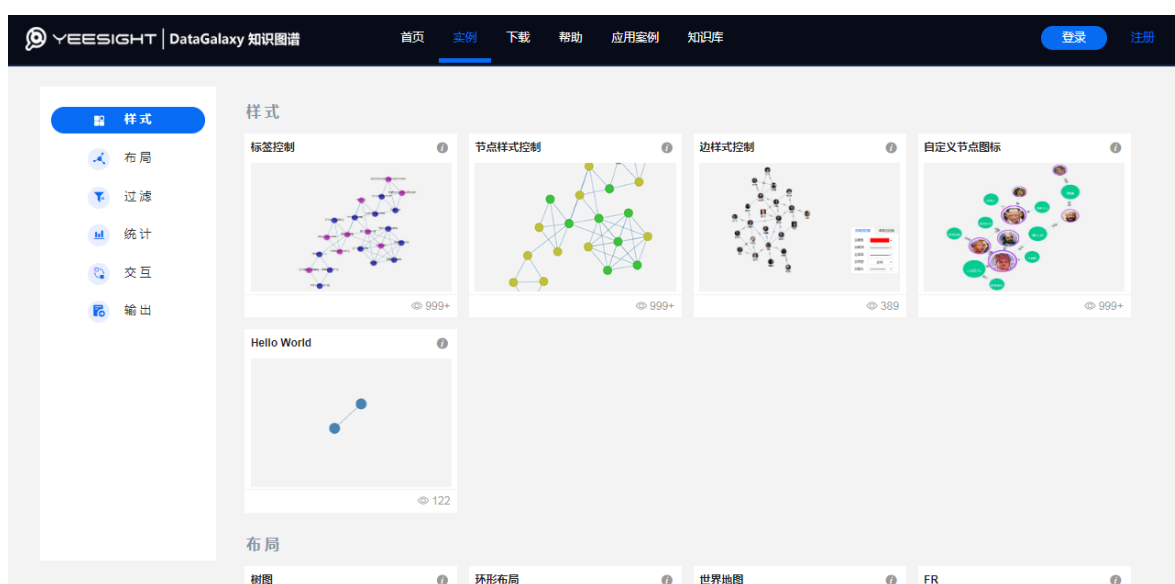 YEESIGHT | DataGalaxy 知识图谱
首页 实例 下载 帮助 应用案例 知识库 登录 注册
样式
布局
过滤
统计
交互
输出
样式
标签控制 节点样式控制 边样式控制 自定义节点图标
999+ 999+ 389 999+
Hello World
122
布局
树图 环形布局 世界地图 FR